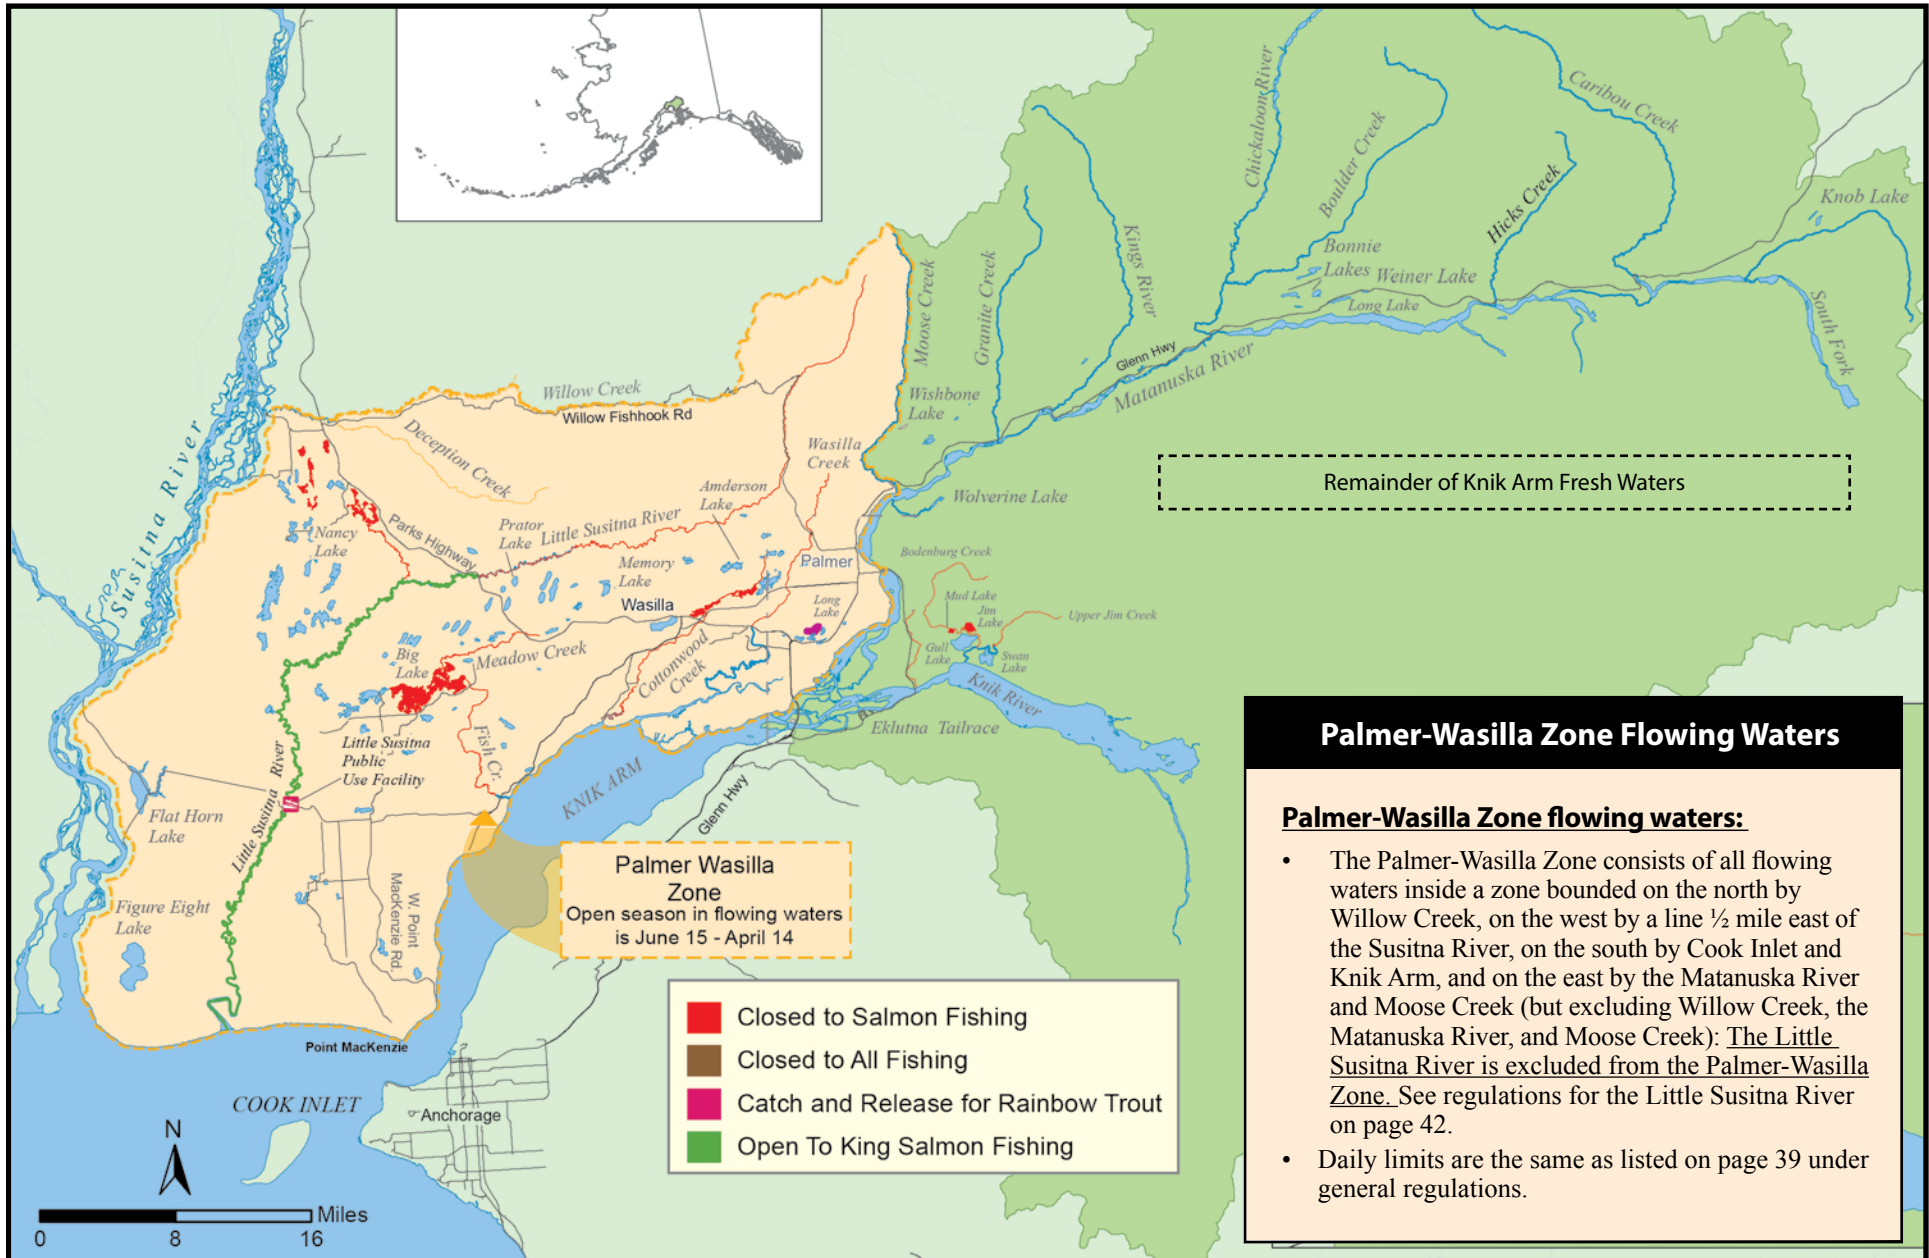 Chickaloon River
Boulder Creek
Caribou Creek
Hicks Creek
Knob Lake
Kings River
Granite Creek
Moose Creek
Bonnie
Lakes
Weiner Lake
Long Lake
South Fork
Glenn Hwy
Matanuska River
Willow Creek
Willow Fishhook Rd
Wishbone
Lake
Susitna River
Deception Creek
Wasilla
Creek
Amderson
Lake
Prator
Lake
Little Susitna River
Parks Highway
Nancy
Lake
Memory
Lake
Wasilla
Palmer
Long
Lake
Wolverine Lake
Remainder of Knik Arm Fresh Waters
Bodenburg Creek
Mud Lake
Jim
Lake
Upper Jim Creek
Gull
Lake
Swan
Lake
Knik River
Eklutna Tailrace
Big
Lake
Meadow Creek
Cottonwood
Creek
Fish Cr.
Little Susitna
Public
Use Facility
Little Susitna River
Flat Horn
Lake
Figure Eight
Lake
W. Point
MacKenzie Rd.
KNIK ARM
Glenn Hwy
Palmer Wasilla
Zone
Open season in flowing waters
is June 15 - April 14
Point MacKenzie
COOK INLET
Anchorage
N
Miles
0 8 16
Closed to Salmon Fishing
Closed to All Fishing
Catch and Release for Rainbow Trout
Open To King Salmon Fishing
Palmer-Wasilla Zone Flowing Waters
Palmer-Wasilla Zone flowing waters:
• The Palmer-Wasilla Zone consists of all flowing
waters inside a zone bounded on the north by
Willow Creek, on the west by a line ½ mile east of
the Susitna River, on the south by Cook Inlet and
Knik Arm, and on the east by the Matanuska River
and Moose Creek (but excluding Willow Creek, the
Matanuska River, and Moose Creek): The Little
Susitna River is excluded from the Palmer-Wasilla
Zone. See regulations for the Little Susitna River
on page 42.
• Daily limits are the same as listed on page 39 under
general regulations.